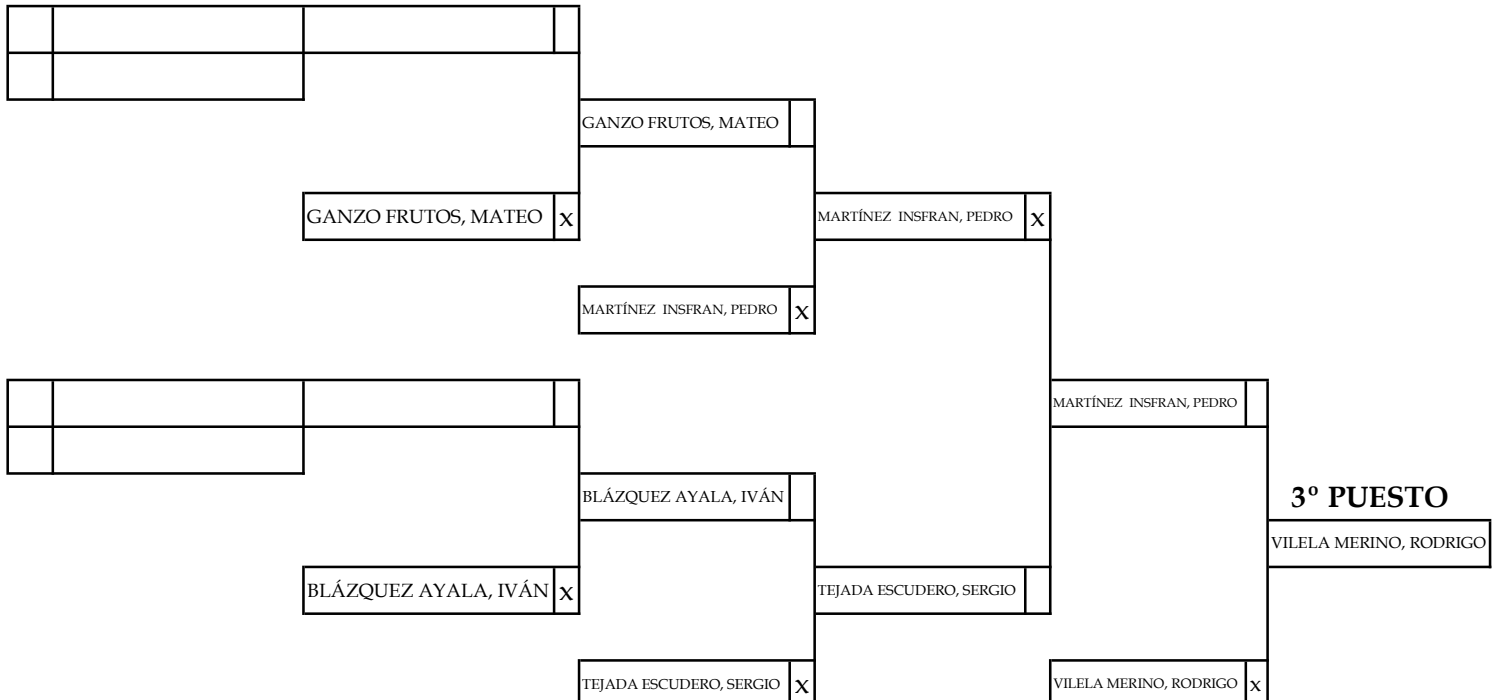 GANZO FRUTOS, MATEO
GANZO FRUTOS, MATEO X
MARTÍNEZ INSFRAN, PEDRO X
MARTÍNEZ INSFRAN, PEDRO X
MARTÍNEZ INSFRAN, PEDRO
BLÁZQUEZ AYALA, IVÁN
3º PUESTO
VILELA MERINO, RODRIGO
BLÁZQUEZ AYALA, IVÁN X
TEJADA ESCUDERO, SERGIO
TEJADA ESCUDERO, SERGIO X
VILELA MERINO, RODRIGO x